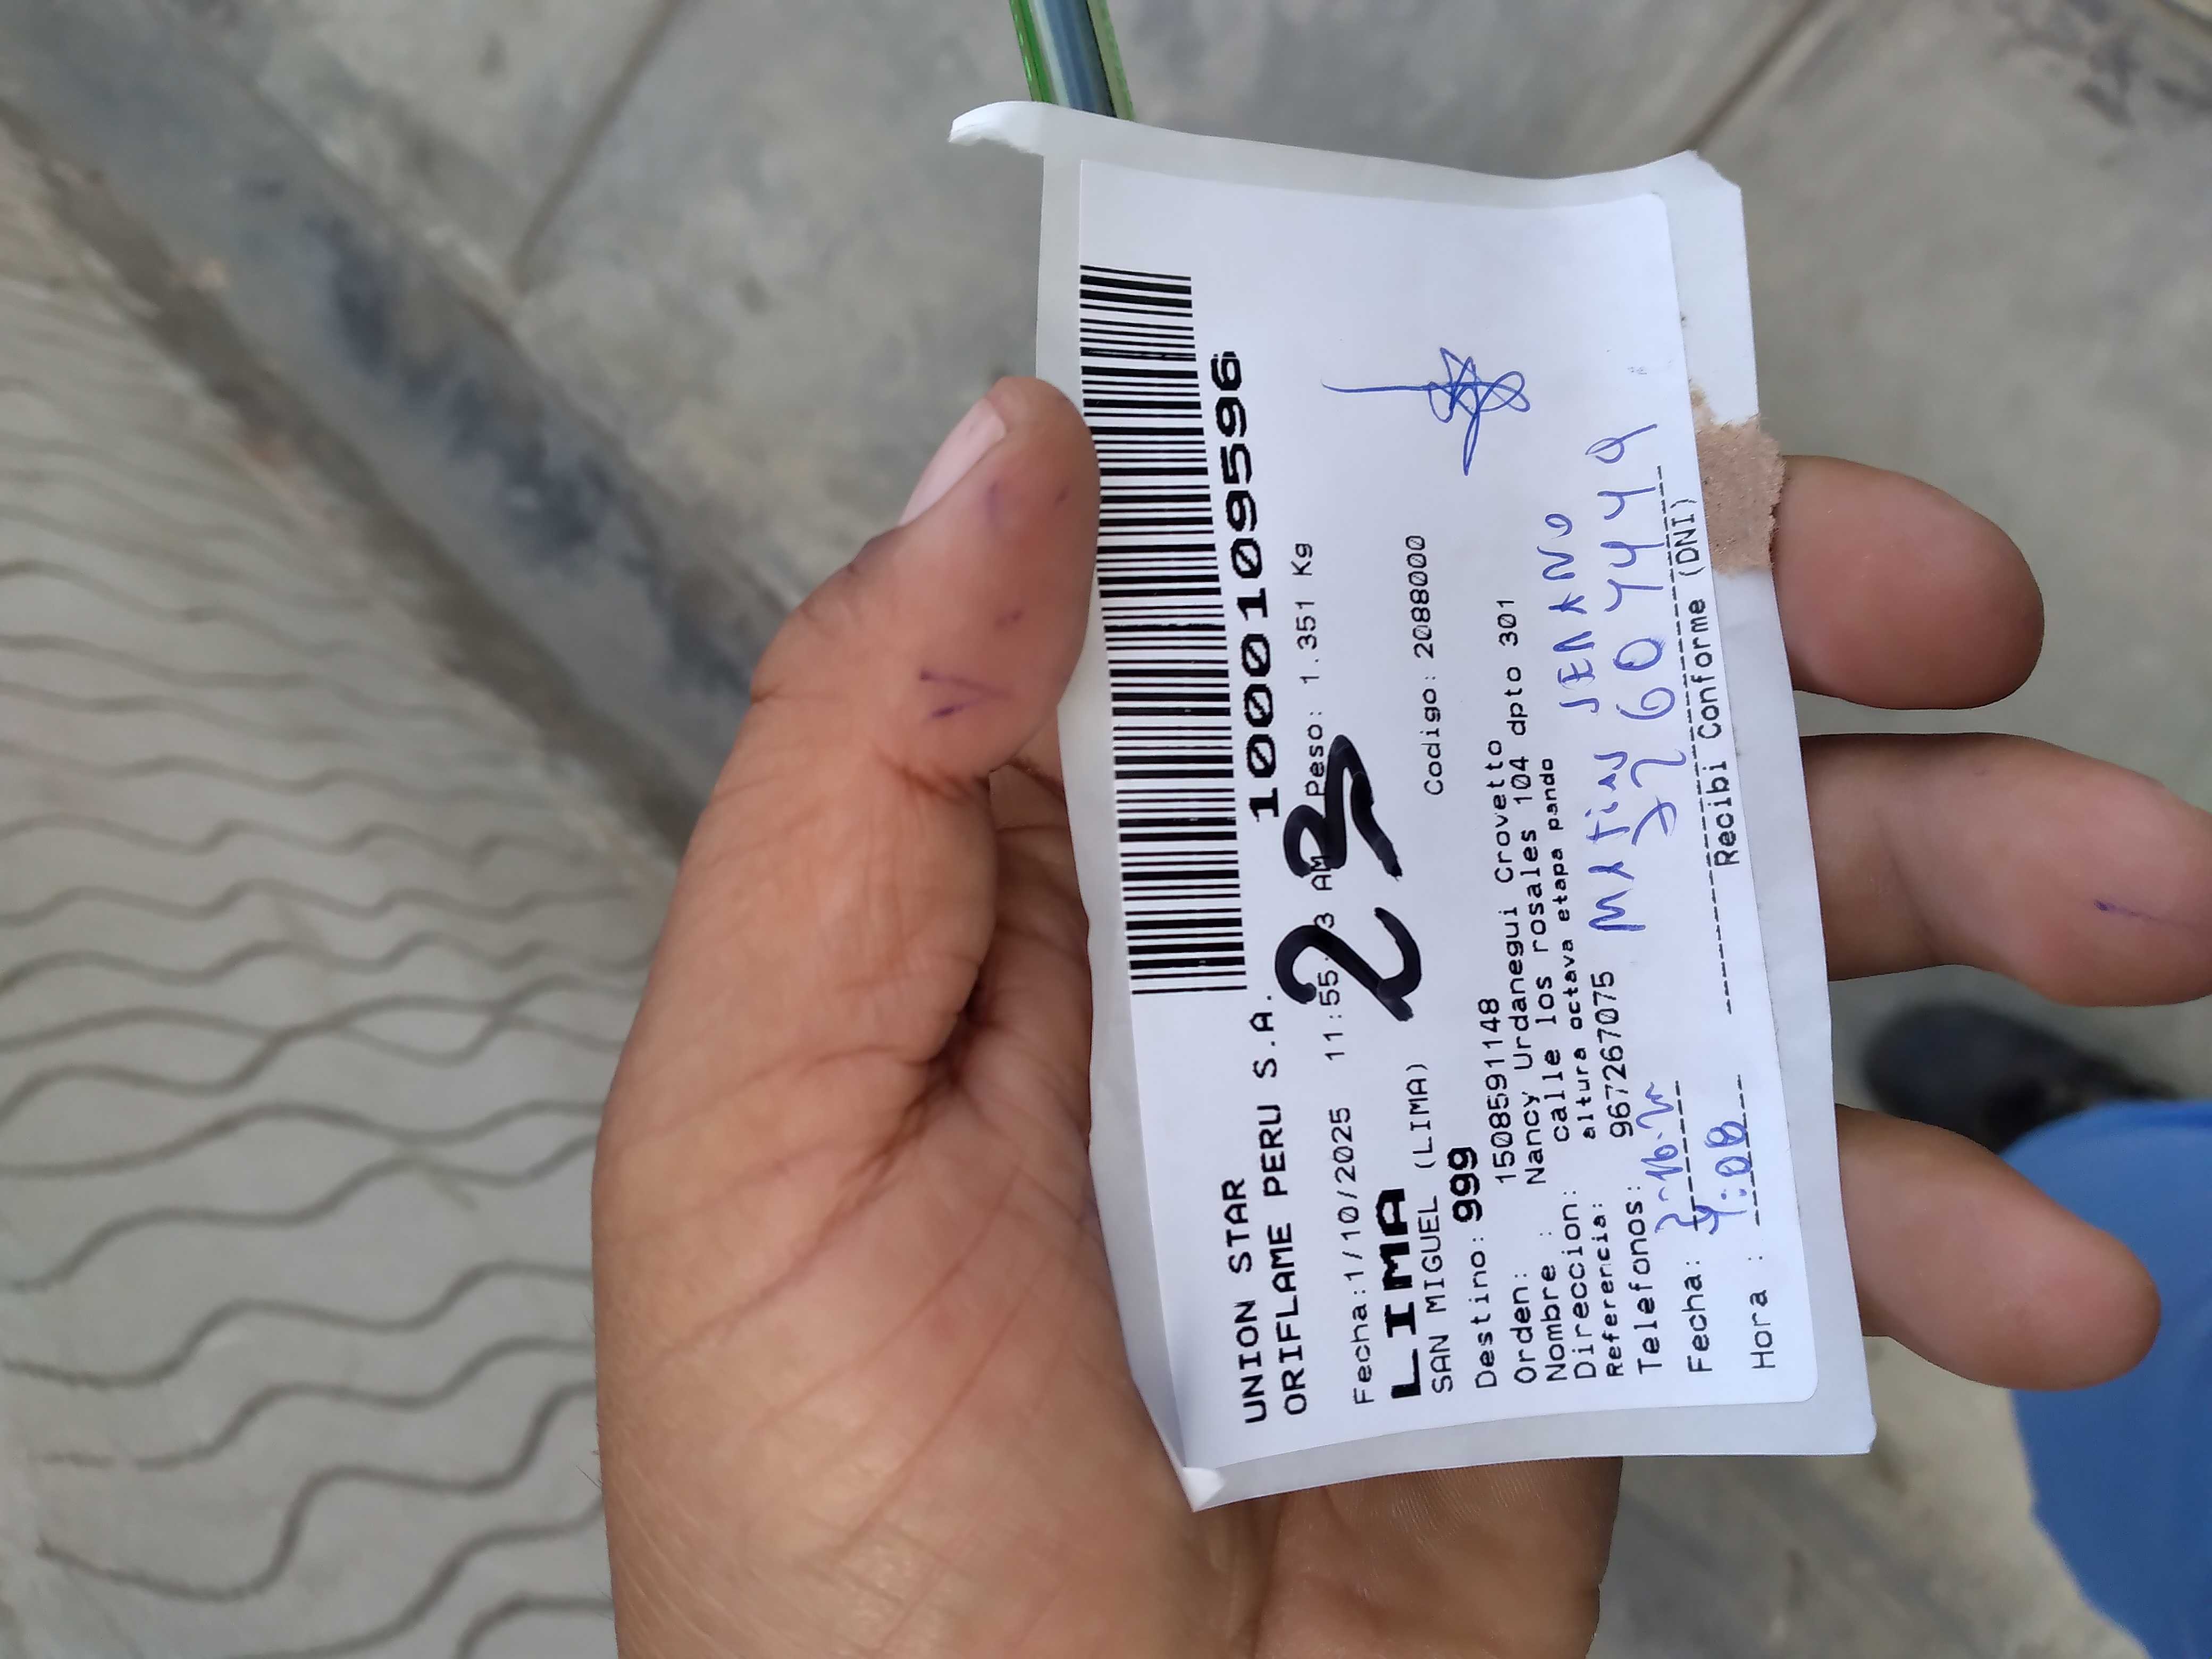 UNION STAR
ORIFLAME PERU S.A.
1000109596
Fecha:1/10/2025 11:55. 3 AM Peso: 1.351 Kg
23
LIMA
SAN MIGUEL (LIMA) Codigo: 2088000
Destino: 999
Orden: 1508591148
Nombre : Nancy Urdanegui Crovetto
Direccion: calle los rosales 104 dpto 301
Referencia: altura octava etapa pando
Telefonos: 967267075
Fecha:
Hora :
Recibi Conforme (DNI)